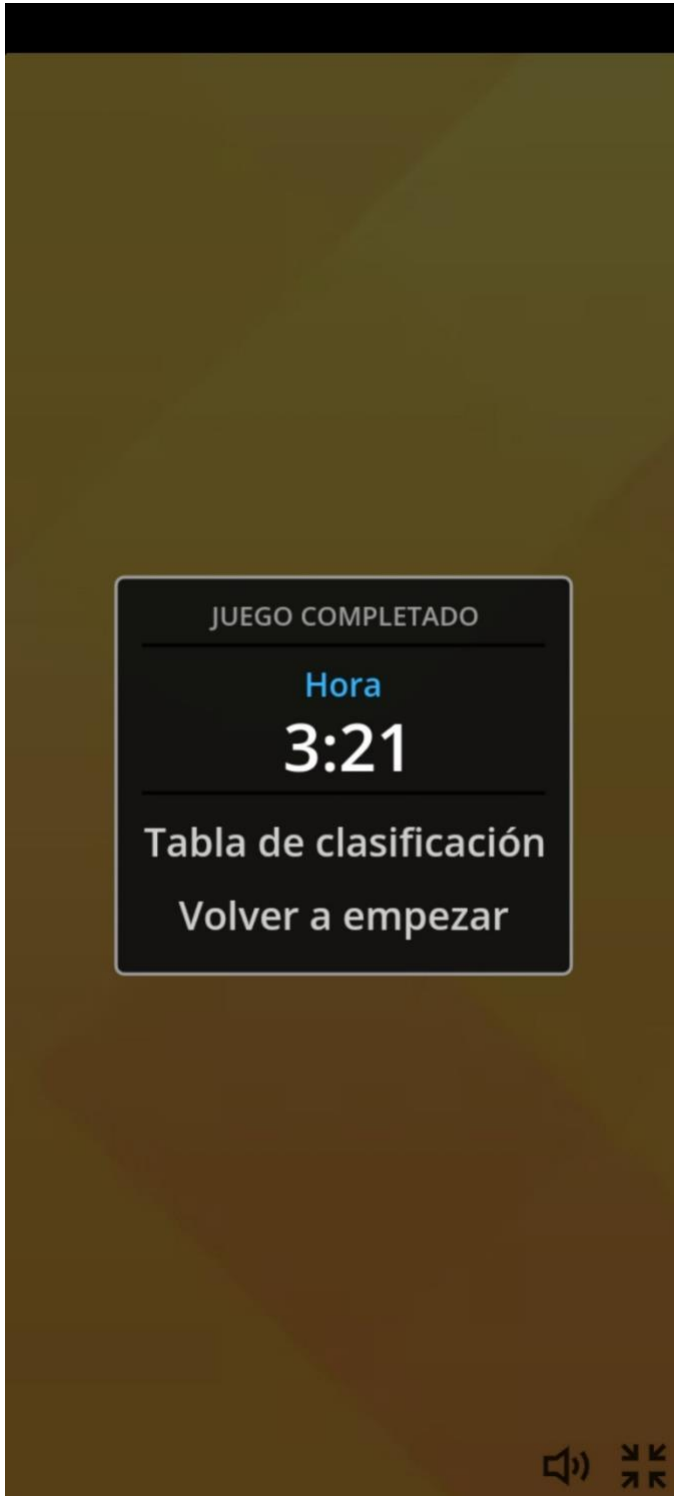 JUEGO COMPLETADO
Hora
3:21
Tabla de clasificación
Volver a empezar